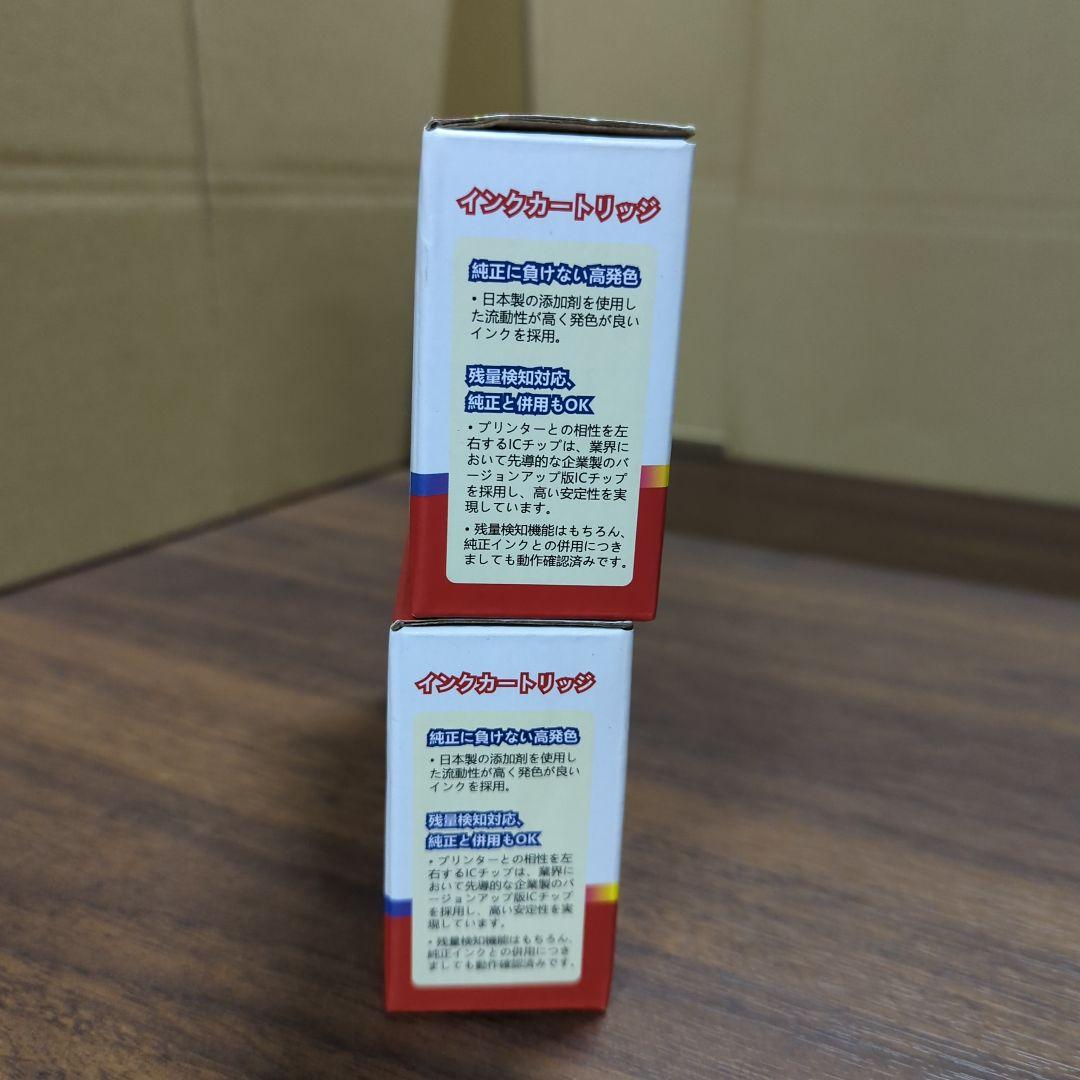 インクカートリッジ
純正に負けない高発色
・日本製の添加剤を使用し
た流動性が高く発色が良い
インクを採用。
残量検知対応、
純正と併用もOK
・プリンターとの相性を左
右するICチップは、業界に
おいて先導的な企業製のバ
ージョンアップ版ICチップ
を採用し、高い安定性を実
現しています。
・残量検知機能はもちろん、
純正インクとの併用につき
ましても動作確認済みです。
インクカートリッジ
純正に負けない高発色
・日本製の添加剤を使用し
た流動性が高く発色が良い
インクを採用。
残量検知対応、
純正と併用もOK
・プリンターとの相性を左
右するICチップは、業界に
おいて先導的な企業製のバ
ージョンアップ版ICチップ
を採用し、高い安定性を実
現しています。
・残量検知機能はもちろん、
純正インクとの併用につき
ましても動作確認済みです。